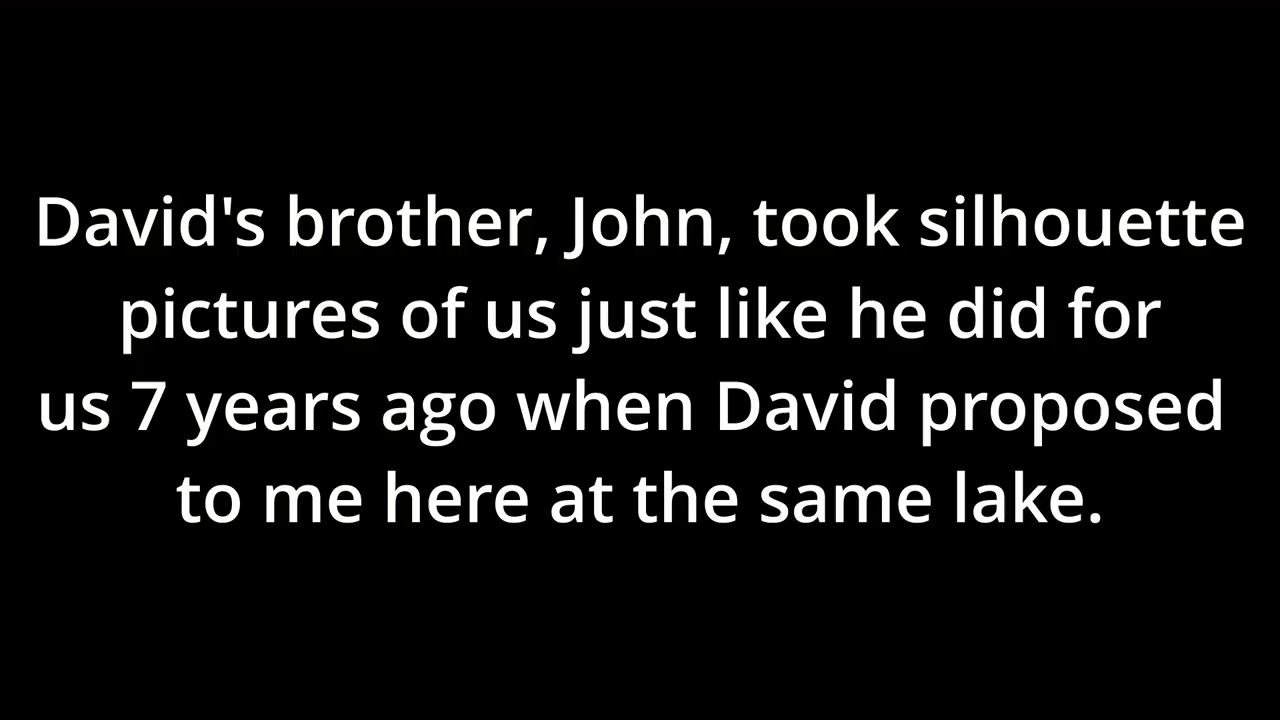 David's brother, John, took silhouette
pictures of us just like he did for
us 7 years ago when David proposed
to me here at the same lake.